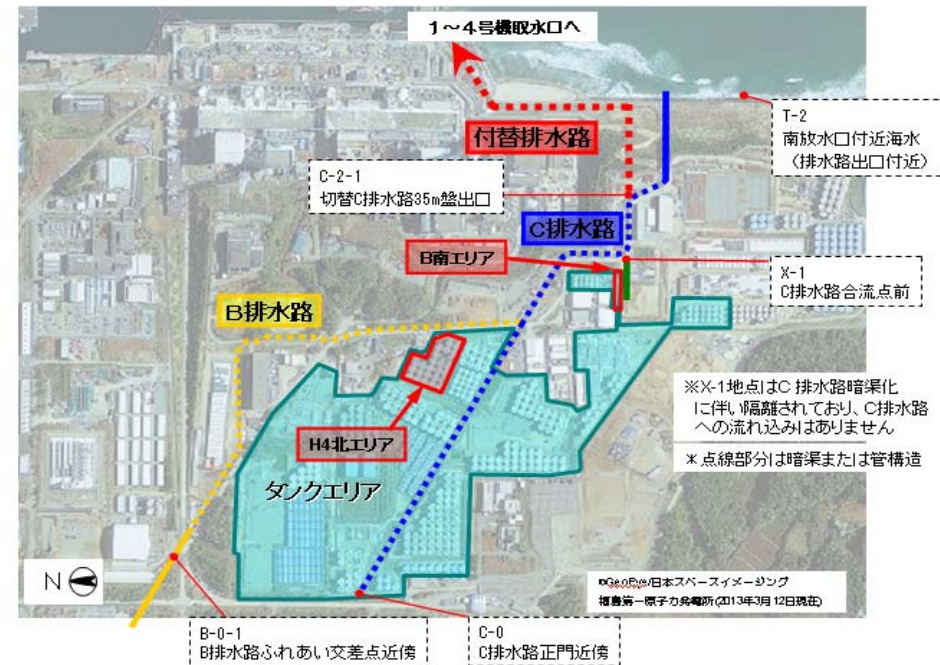 1～4号機取水口へ
付替排水路
T-2
南放水口付近海水
（排水路出口付近）
C-2-1
切替C排水路35m盤出口
C排水路
B南エリア
X-1
C排水路合流点前
B排水路
※X-1地点はC排水路暗渠化
に伴い隔離されており、C排水路
への流れ込みはありません
＊点線部分は暗渠または管構造
H4北エリア
タンクエリア
N
©GeoEye/日本スペースイメージング
福島第一原子力発電所(2013年3月12日現在)
B-0-1
B排水路ふれあい交差点近傍
C-0
C排水路正門近傍